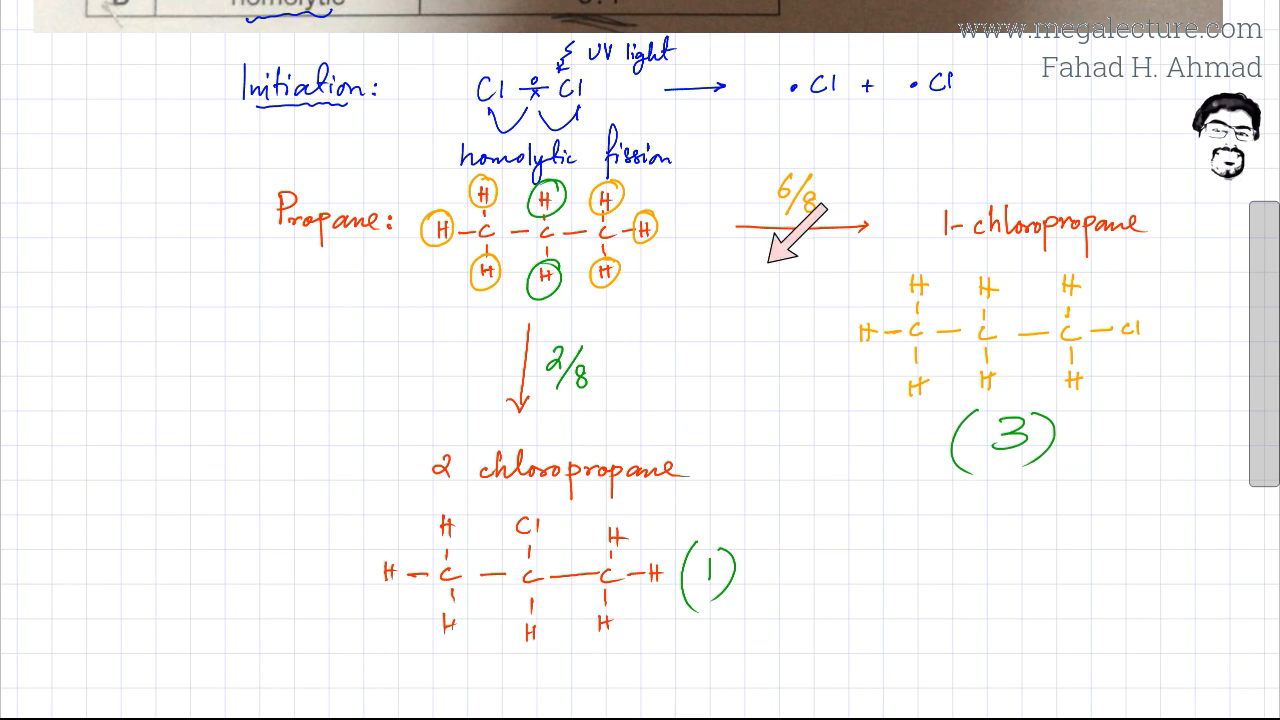 homolytic
www.megalecture.com
Fahad H. Ahmad
UV light
Initiation: Cl Cl → • Cl + • Cl
homolytic fission
Propane:
H H H
H - C - C - C - H
H H H
6/8
1- chloropropane
H H H
H - C - C - C - Cl
H H H
(3)
2/8
2 chloropropane
H Cl H
H - C - C - C - H
H H H
(1)